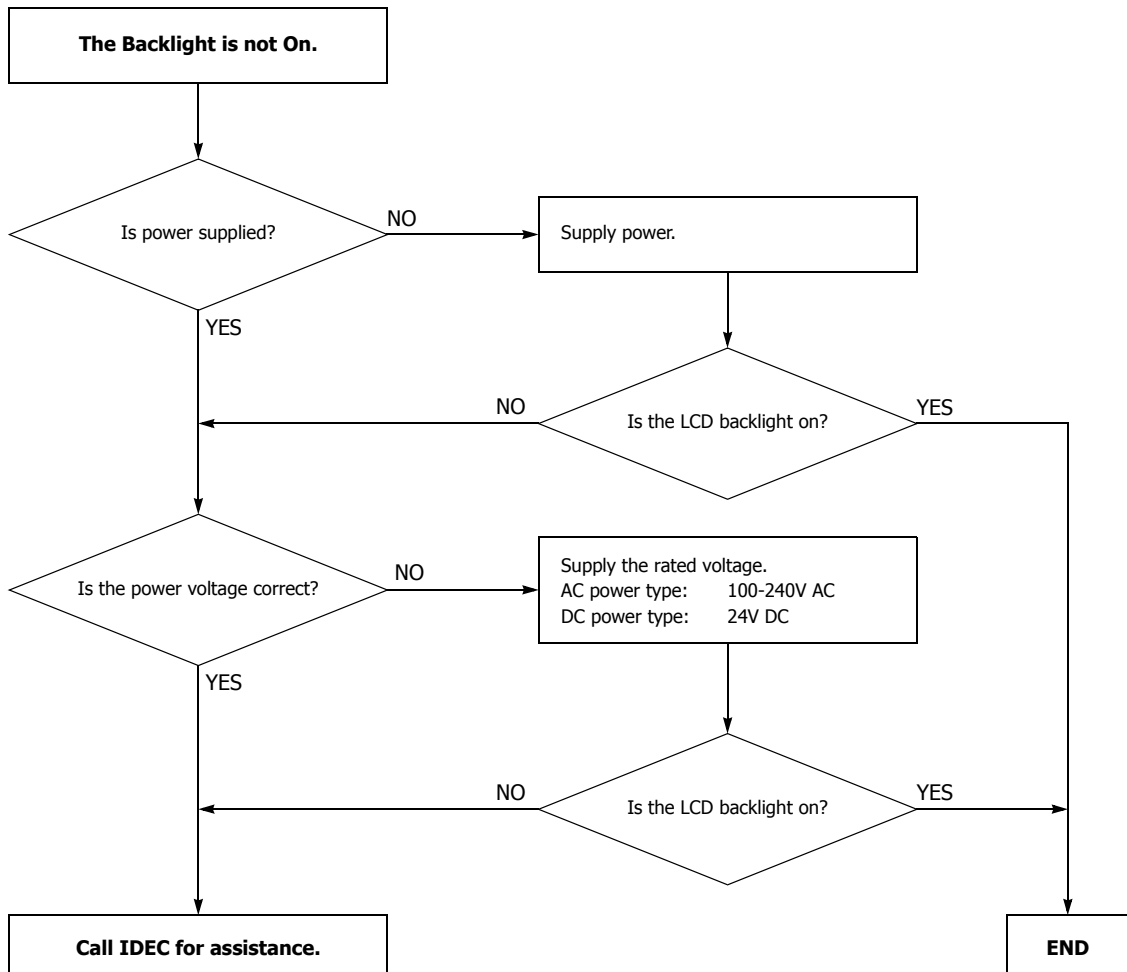 The Backlight is not On.
Is power supplied?
NO
Supply power.
YES
Is the LCD backlight on?
NO
YES
Is the power voltage correct?
NO
Supply the rated voltage.
AC power type: 100-240V AC
DC power type: 24V DC
YES
Is the LCD backlight on?
NO
YES
Call IDEC for assistance.
END